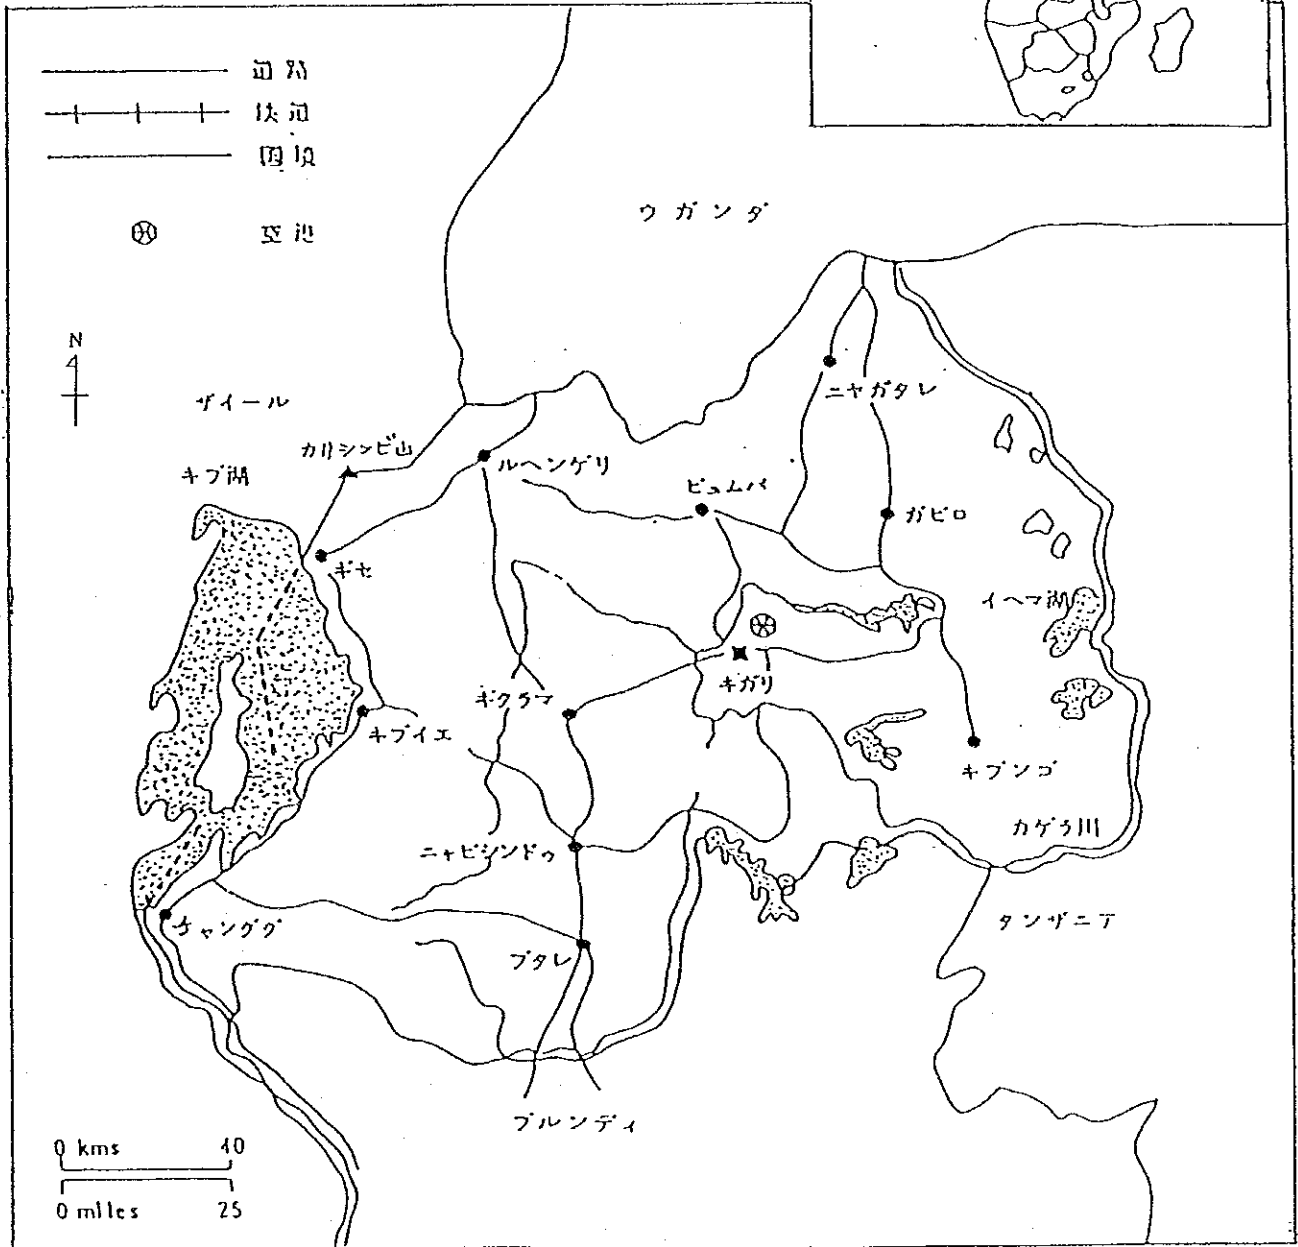 道路
鉄道
国境
空港
ウガンダ
N
ザイール
ニヤガタレ
カリシンビ山
キブ湖
ルヘンゲリ
ビュムバ
ガビロ
ギセ
イヘマ湖
キガリ
ギタラマ
キブイエ
キブンゴ
カゲラ川
ニャビシンドゥ
チャンググ
ブタレ
タンザニア
ブルンディ
0 kms 40
0 miles 25